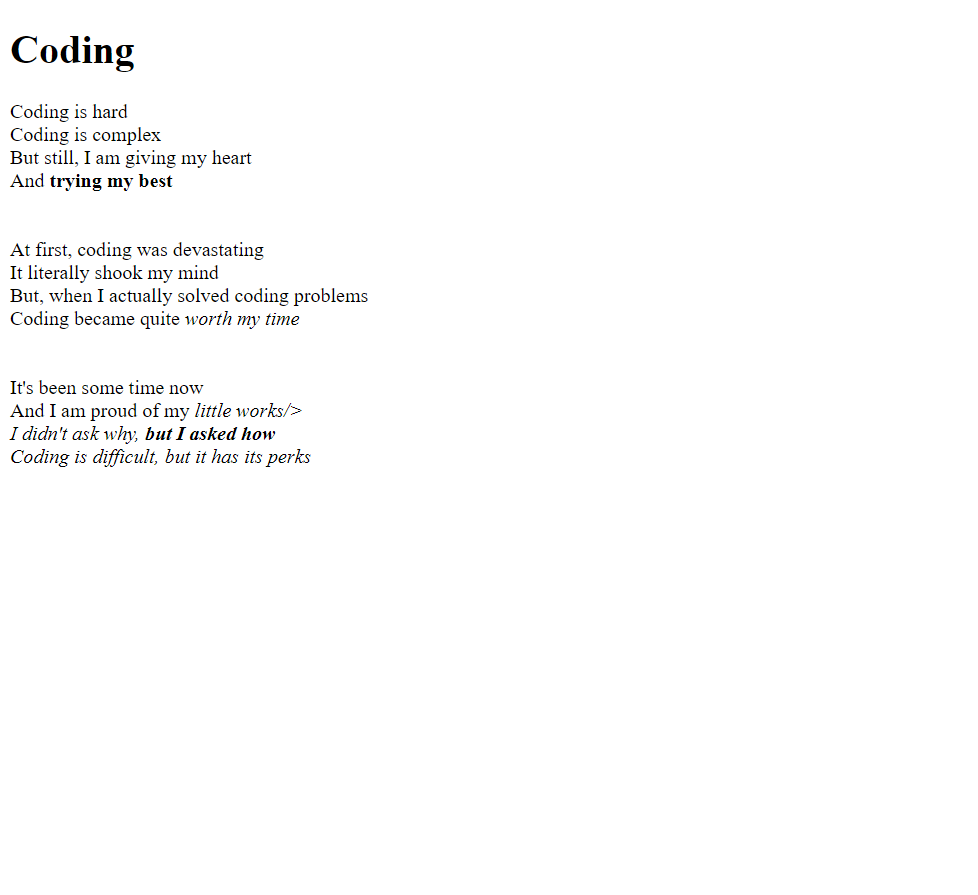 Coding
Coding is hard
Coding is complex
But still, I am giving my heart
And trying my best
At first, coding was devastating
It literally shook my mind
But, when I actually solved coding problems
Coding became quite worth my time
It's been some time now
And I am proud of my little works/>
I didn't ask why, but I asked how
Coding is difficult, but it has its perks